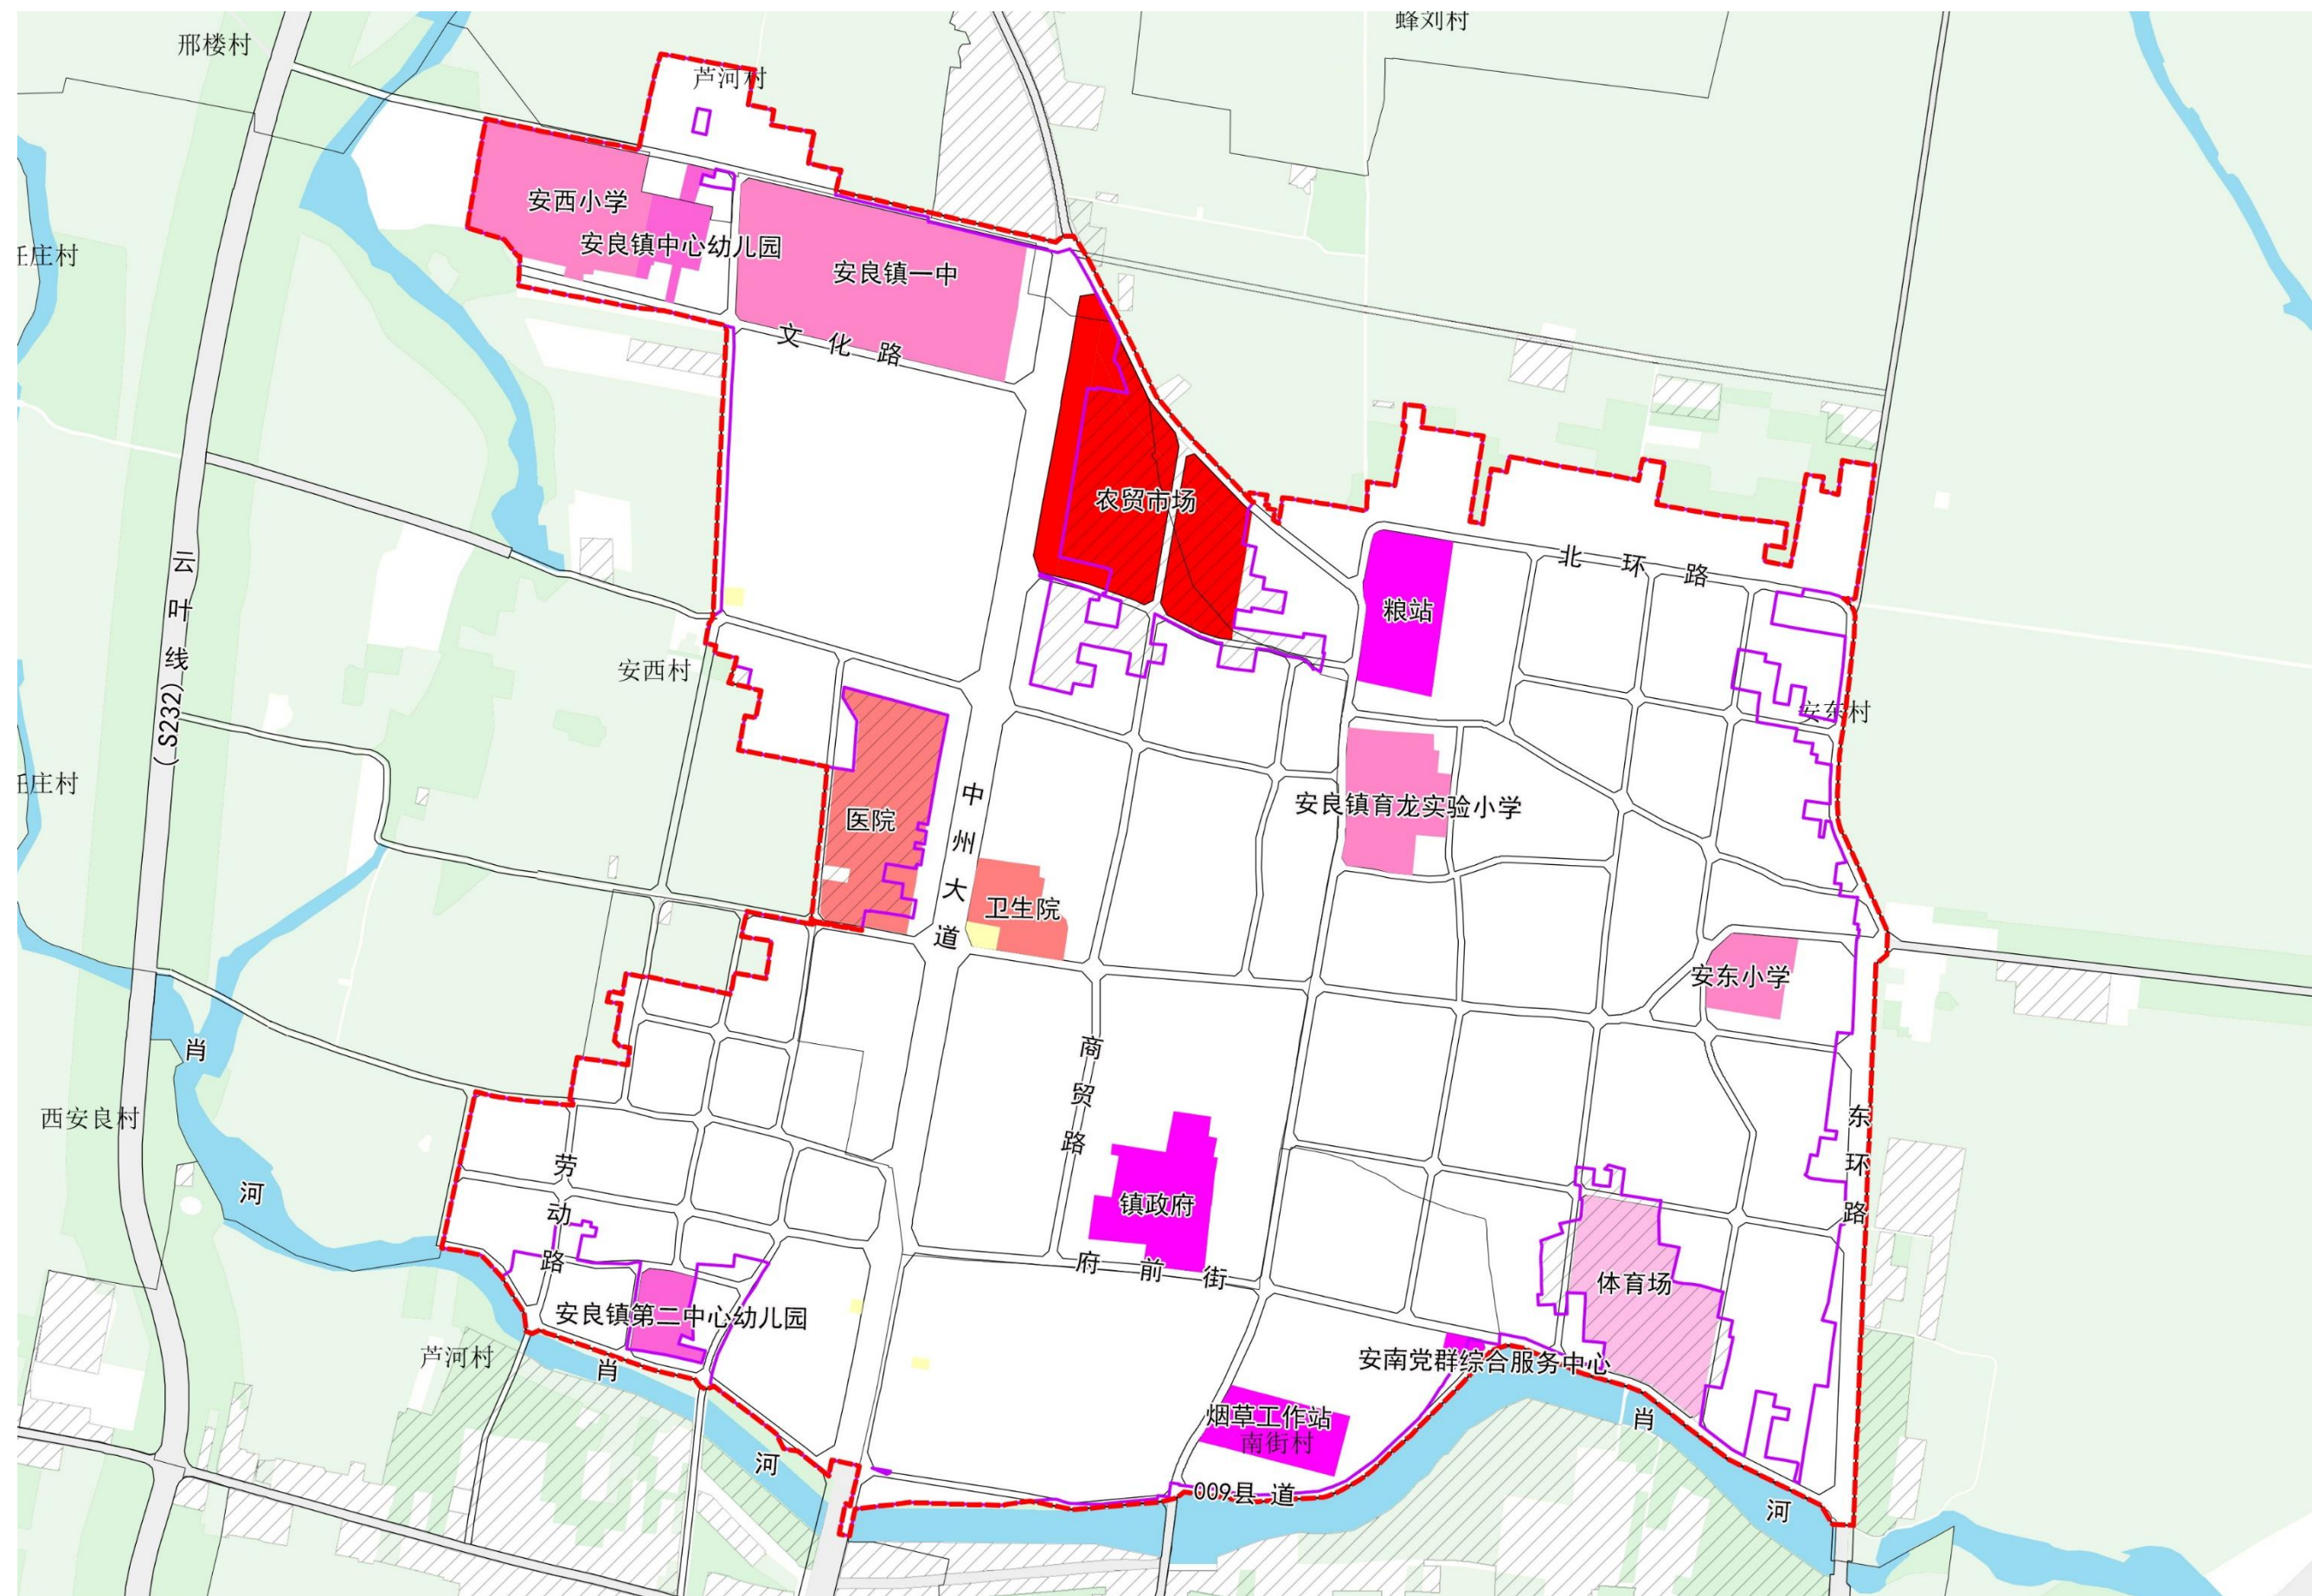 蜂刘村
邢楼村
芦河村
安西小学
安良镇中心幼儿园
安良镇一中
文化路
农贸市场
北环路
粮站
云叶线
(S232)
安西村
安东村
医院
中州大道
安良镇育龙实验小学
卫生院
安东小学
肖
河
商贸路
西安良村
劳动路
镇政府
府前街
东环路
体育场
安良镇第二中心幼儿园
芦河村
肖
河
安南党群综合服务中心
烟草工作站
南街村
009县道
肖
河